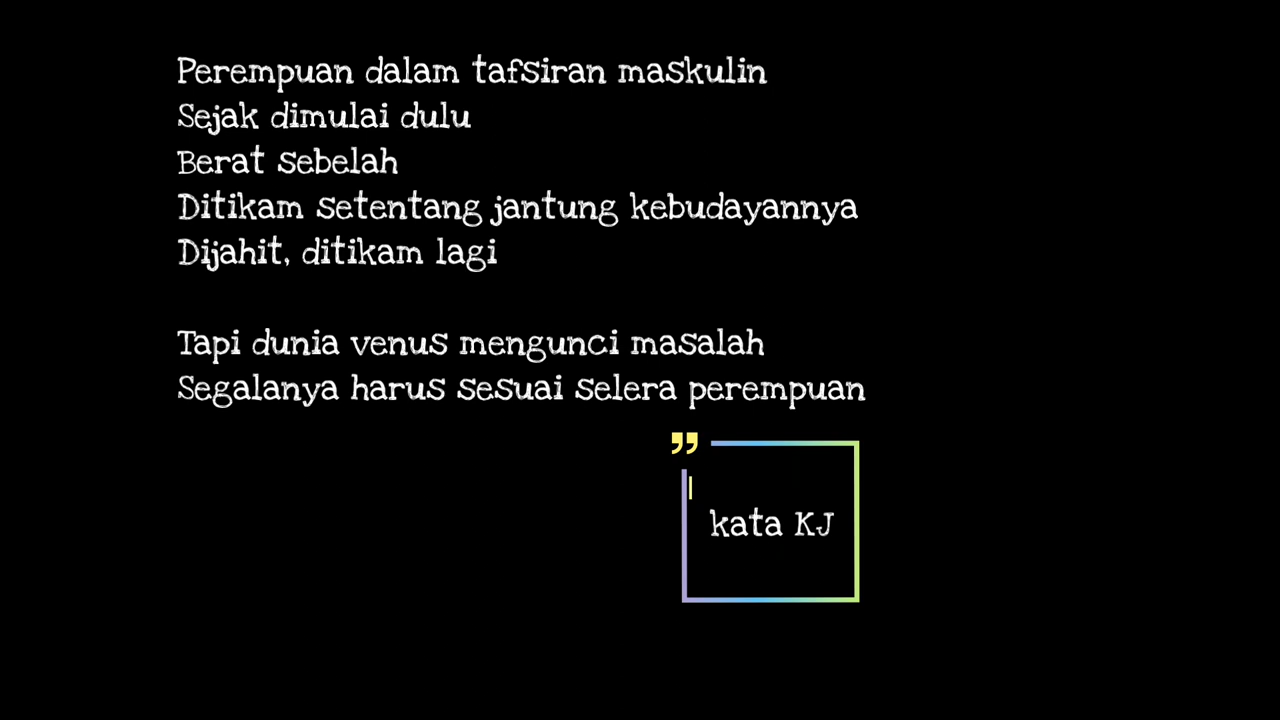 Perempuan dalam tafsiran maskulin
Sejak dimulai dulu
Berat sebelah
Ditikam setentang jantung kebudayannya
Dijahit, ditikam lagi
Tapi dunia venus mengunci masalah
Segalanya harus sesuai selera perempuan
”
kata KJ